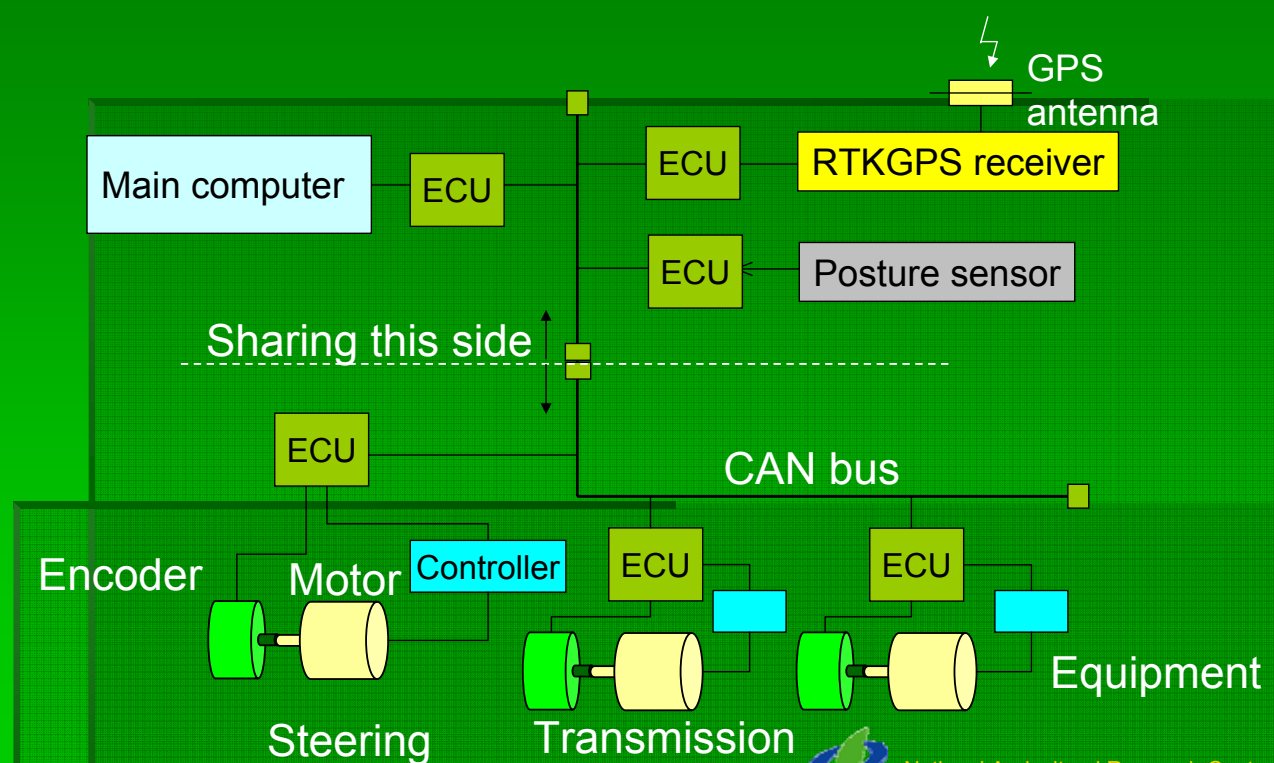 GPS
antenna
Main computer
ECU
ECU
RTKGPS receiver
ECU
Posture sensor
Sharing this side
ECU
CAN bus
Encoder
Motor
Controller
ECU
ECU
Equipment
Steering
Transmission